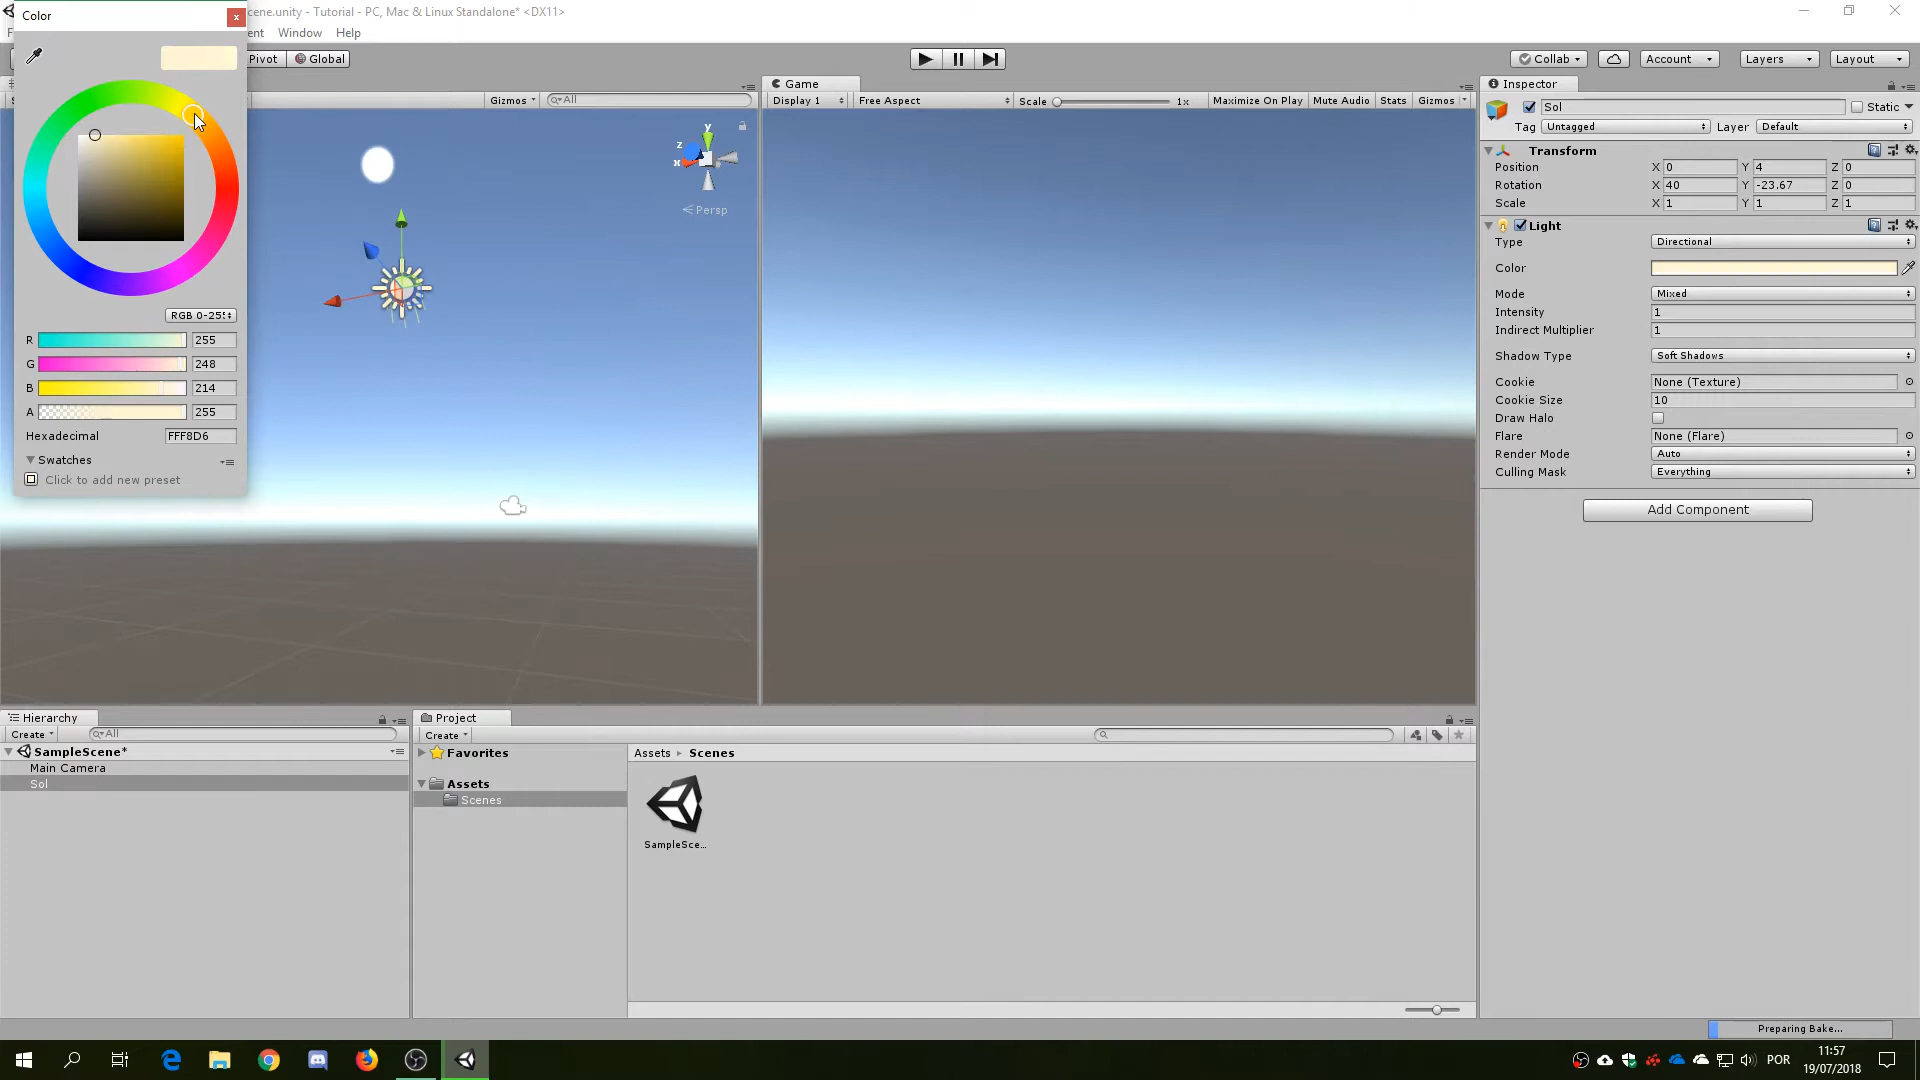 Color
x
cene.unity - Tutorial - PC, Mac & Linux Standalone* <DX11>
ent Window Help
Pivot Global
Collab
Account
Layers
Layout
Gizmos
All
Game
Display 1
Free Aspect
Scale
1x
Maximize On Play
Mute Audio
Stats
Gizmos
y
z
x
Persp
RGB 0-25
R 255
G 248
B 214
A 255
Hexadecimal FFF8D6
Swatches
Click to add new preset
Inspector
Sol
Static
Tag Untagged Layer Default
Transform
Position X 0 Y 4 Z 0
Rotation X 40 Y -23.67 Z 0
Scale X 1 Y 1 Z 1
Light
Type Directional
Color
Mode Mixed
Intensity 1
Indirect Multiplier 1
Shadow Type Soft Shadows
Cookie None (Texture)
Cookie Size 10
Draw Halo
Flare None (Flare)
Render Mode Auto
Culling Mask Everything
Add Component
Hierarchy
Create
All
SampleScene*
Main Camera
Sol
Project
Create
Favorites
Assets
Scenes
Assets Scenes
SampleSce...
Preparing Bake...
POR
11:57
19/07/2018